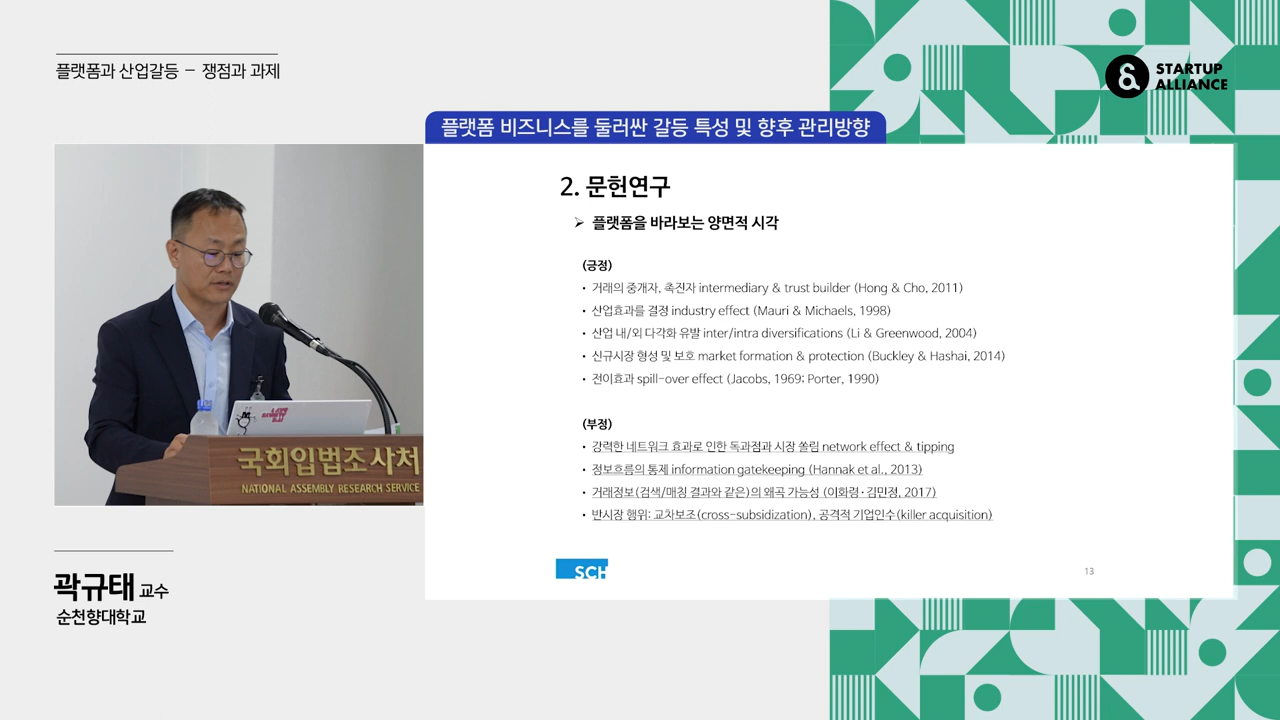 플랫폼과 산업갈등 – 쟁점과 과제
STARTUP
ALLIANCE
플랫폼 비즈니스를 둘러싼 갈등 특성 및 향후 관리방향
2. 문헌연구
➢ 플랫폼을 바라보는 양면적 시각
(긍정)
• 거래의 중개자, 촉진자 intermediary & trust builder (Hong & Cho, 2011)
• 산업효과를 결정 industry effect (Mauri & Michaels, 1998)
• 산업 내/외 다각화 유발 inter/intra diversifications (Li & Greenwood, 2004)
• 신규시장 형성 및 보호 market formation & protection (Buckley & Hashai, 2014)
• 전이효과 spill-over effect (Jacobs, 1969; Porter, 1990)
(부정)
• 강력한 네트워크 효과로 인한 독과점과 시장 쏠림 network effect & tipping
• 정보흐름의 통제 information gatekeeping (Hannak et al., 2013)
• 거래정보(검색/매칭 결과와 같은)의 왜곡 가능성 (이화령·김민정, 2017)
• 반시장 행위: 교차보조(cross-subsidization), 공격적 기업인수(killer acquisition)
SCH
13
국회입법조사처
NATIONAL ASSEMBLY RESEARCH SERVICE
곽규태 교수
순천향대학교